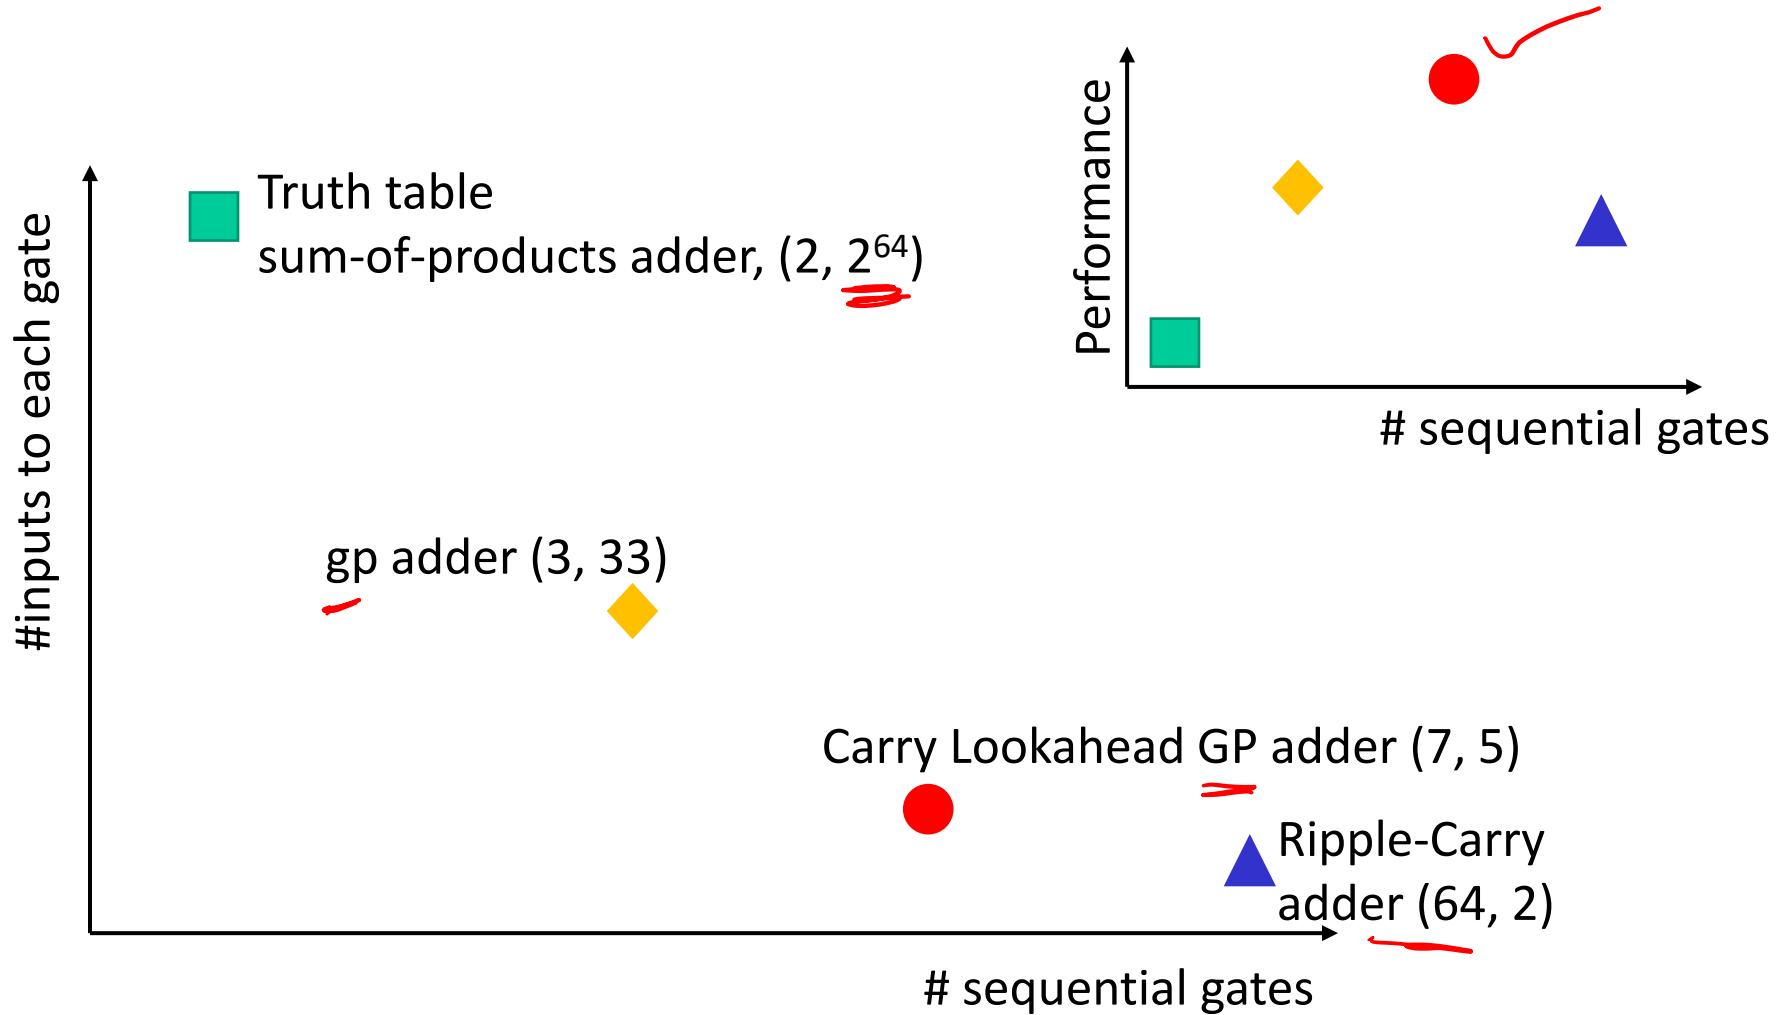 Truth table
sum-of-products adder, (2, 2⁶⁴)
#inputs to each gate
gp adder (3, 33)
Carry Lookahead GP adder (7, 5)
Ripple-Carry
adder (64, 2)
# sequential gates
Performance
# sequential gates